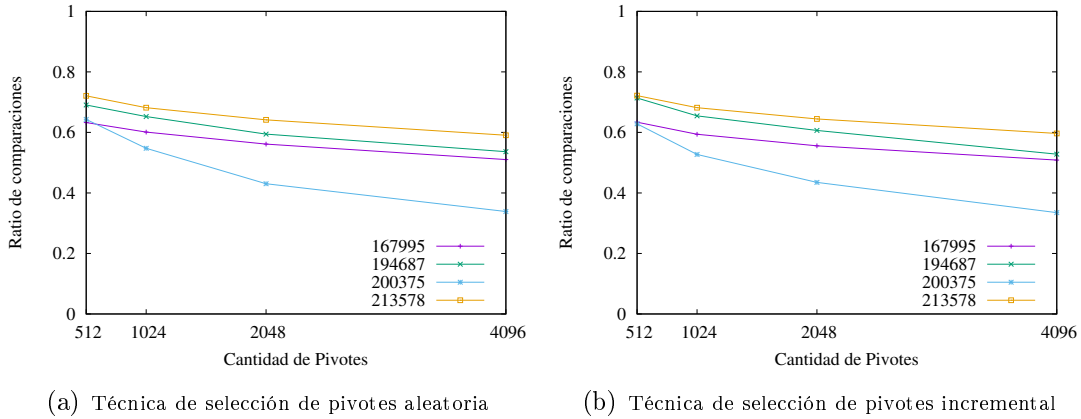 1
0.8
0.6
0.4
0.2
0
Ratio de comparaciones
167995
194687
200375
213578
512 1024 2048 4096
Cantidad de Pivotes
(a) Técnica de selección de pivotes aleatoria
1
0.8
0.6
0.4
0.2
0
Ratio de comparaciones
167995
194687
200375
213578
512 1024 2048 4096
Cantidad de Pivotes
(b) Técnica de selección de pivotes incremental